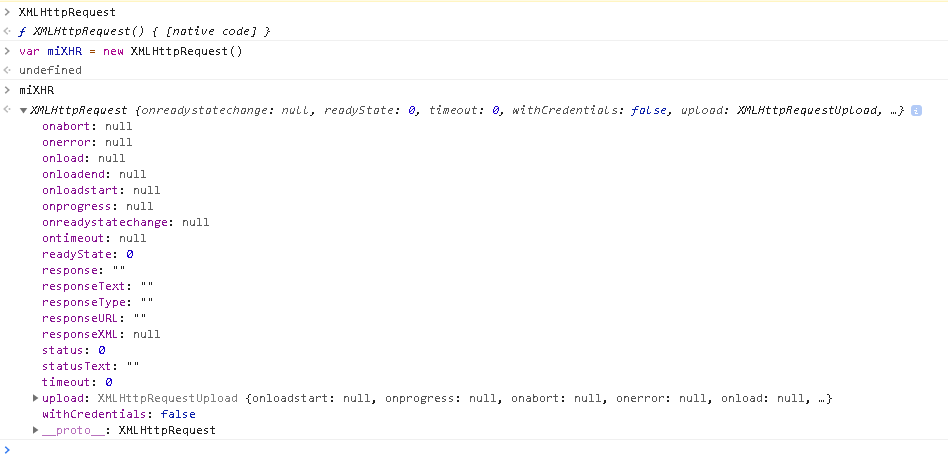 XMLHttpRequest
ƒ XMLHttpRequest() { [native code] }
var miXHR = new XMLHttpRequest()
undefined
miXHR
XMLHttpRequest {onreadystatechange: null, readyState: 0, timeout: 0, withCredentials: false, upload: XMLHttpRequestUpload, …}
onabort: null
onerror: null
onload: null
onloadend: null
onloadstart: null
onprogress: null
onreadystatechange: null
ontimeout: null
readyState: 0
response: ""
responseText: ""
responseType: ""
responseURL: ""
responseXML: null
status: 0
statusText: ""
timeout: 0
upload: XMLHttpRequestUpload {onloadstart: null, onprogress: null, onabort: null, onerror: null, onload: null, …}
withCredentials: false
__proto__: XMLHttpRequest